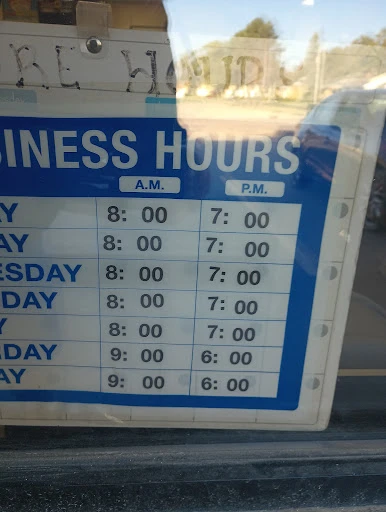 INESS HOURS
A.M. P.M.
Y 8: 00 7: 00
AY 8: 00 7: 00
ESDAY 8: 00 7: 00
DAY 8: 00 7: 00
Y 8: 00 7: 00
DAY 9: 00 6: 00
AY 9: 00 6: 00